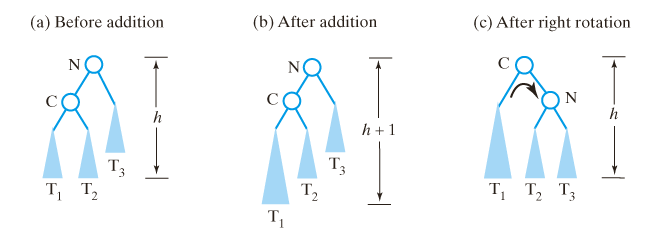 (a) Before addition
(b) After addition
(c) After right rotation
N
C
h
T₁ T₂ T₃
N
C
h + 1
T₁ T₂ T₃
C
N
h
T₁ T₂ T₃